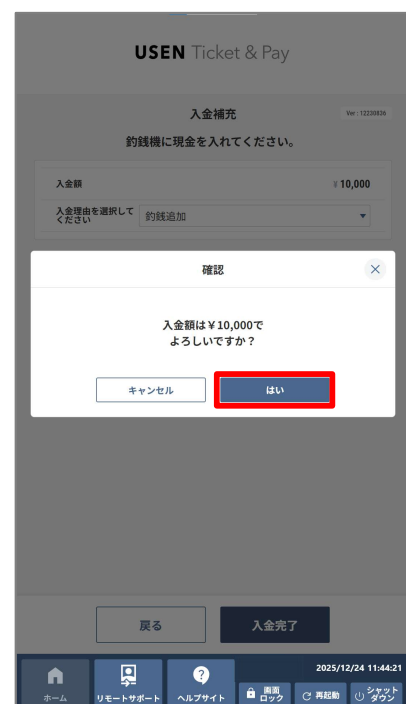 USEN Ticket & Pay
入金補充
Ver : 12230836
釣銭機に現金を入れてください。
入金額
¥ 10,000
入金理由を選択して
ください
釣銭追加
確認
入金額は¥10,000で
よろしいですか？
キャンセル
はい
戻る
入金完了
2025/12/24 11:44:21
ホーム
リモートサポート
ヘルプサイト
画面
ロック
再起動
シャット
ダウン